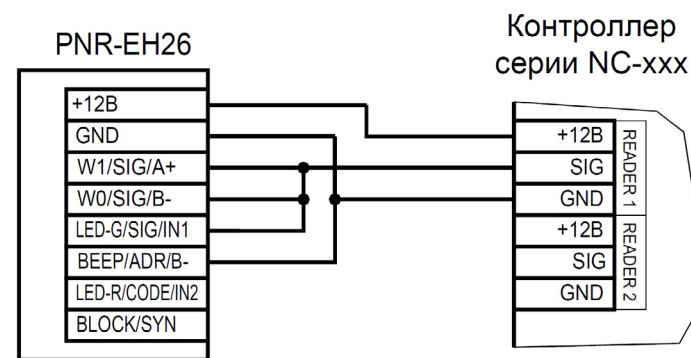 PNR-EH26
+12В
GND
W1/SIG/A+
W0/SIG/B-
LED-G/SIG/IN1
BEEP/ADR/B-
LED-R/CODE/IN2
BLOCK/SYN
Контроллер
серии NC-xxx
+12В
SIG
GND
READER 1
+12В
SIG
GND
READER 2